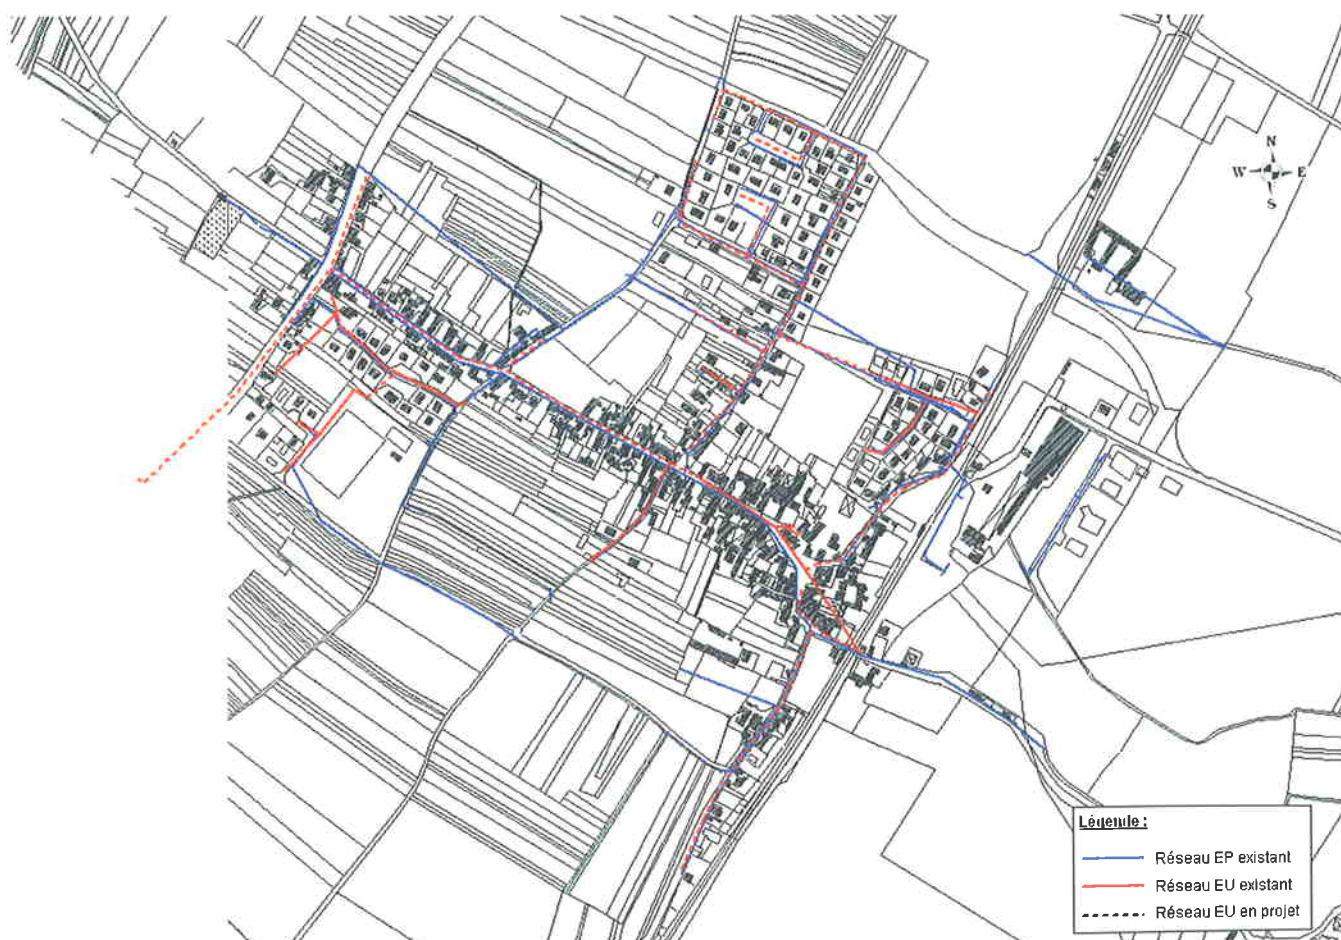 N
W E
S
Légende :
Réseau EP existant
Réseau EU existant
Réseau EU en projet